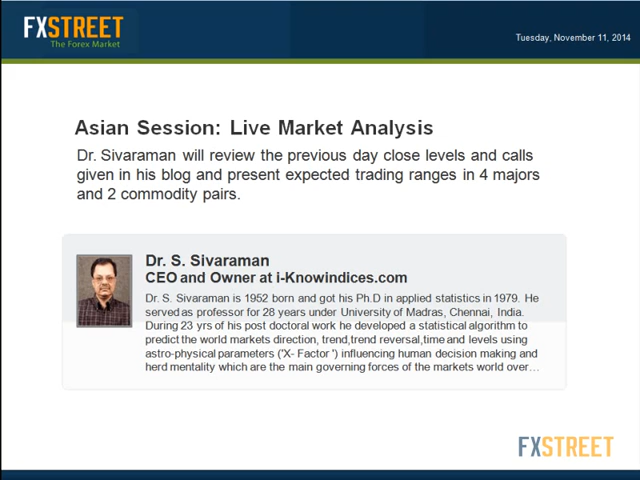 FXSTREET
The Forex Market
Tuesday, November 11, 2014
Asian Session: Live Market Analysis
Dr. Sivaraman will review the previous day close levels and calls
given in his blog and present expected trading ranges in 4 majors
and 2 commodity pairs.
Dr. S. Sivaraman
CEO and Owner at i-Knowindices.com
Dr. S. Sivaraman is 1952 born and got his Ph.D in applied statistics in 1979. He
served as professor for 28 years under University of Madras, Chennai, India.
During 23 yrs of his post doctoral work he developed a statistical algorithm to
predict the world markets direction, trend,trend reversal,time and levels using
astro-physical parameters ('X- Factor ') influencing human decision making and
herd mentality which are the main governing forces of the markets world over…
FXSTREET